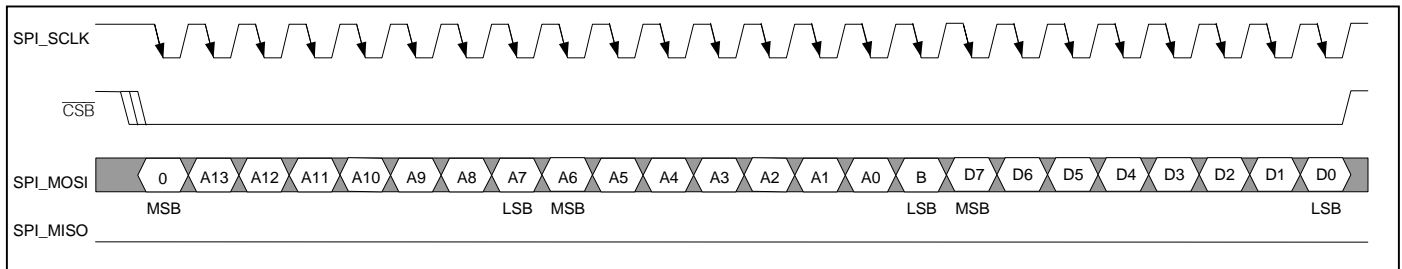 SPI_SCLK
CSB
SPI_MOSI 0 A13 A12 A11 A10 A9 A8 A7 A6 A5 A4 A3 A2 A1 A0 B D7 D6 D5 D4 D3 D2 D1 D0
MSB LSB MSB LSB MSB LSB
SPI_MISO